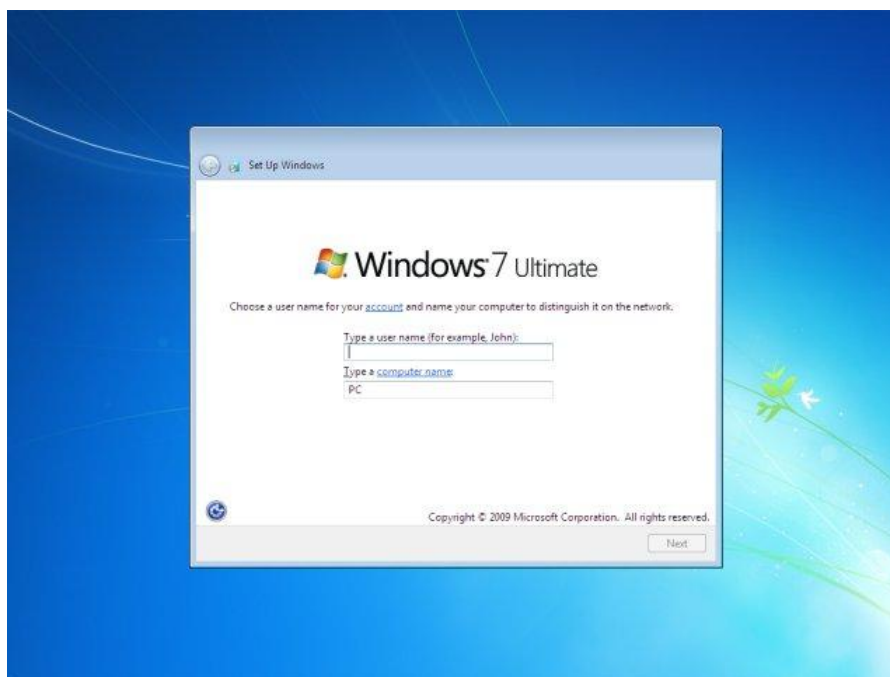 Set Up Windows
Windows 7 Ultimate
Choose a user name for your account and name your computer to distinguish it on the network.
Type a user name (for example, John):
Type a computer name:
PC
Copyright © 2009 Microsoft Corporation. All rights reserved.
Next